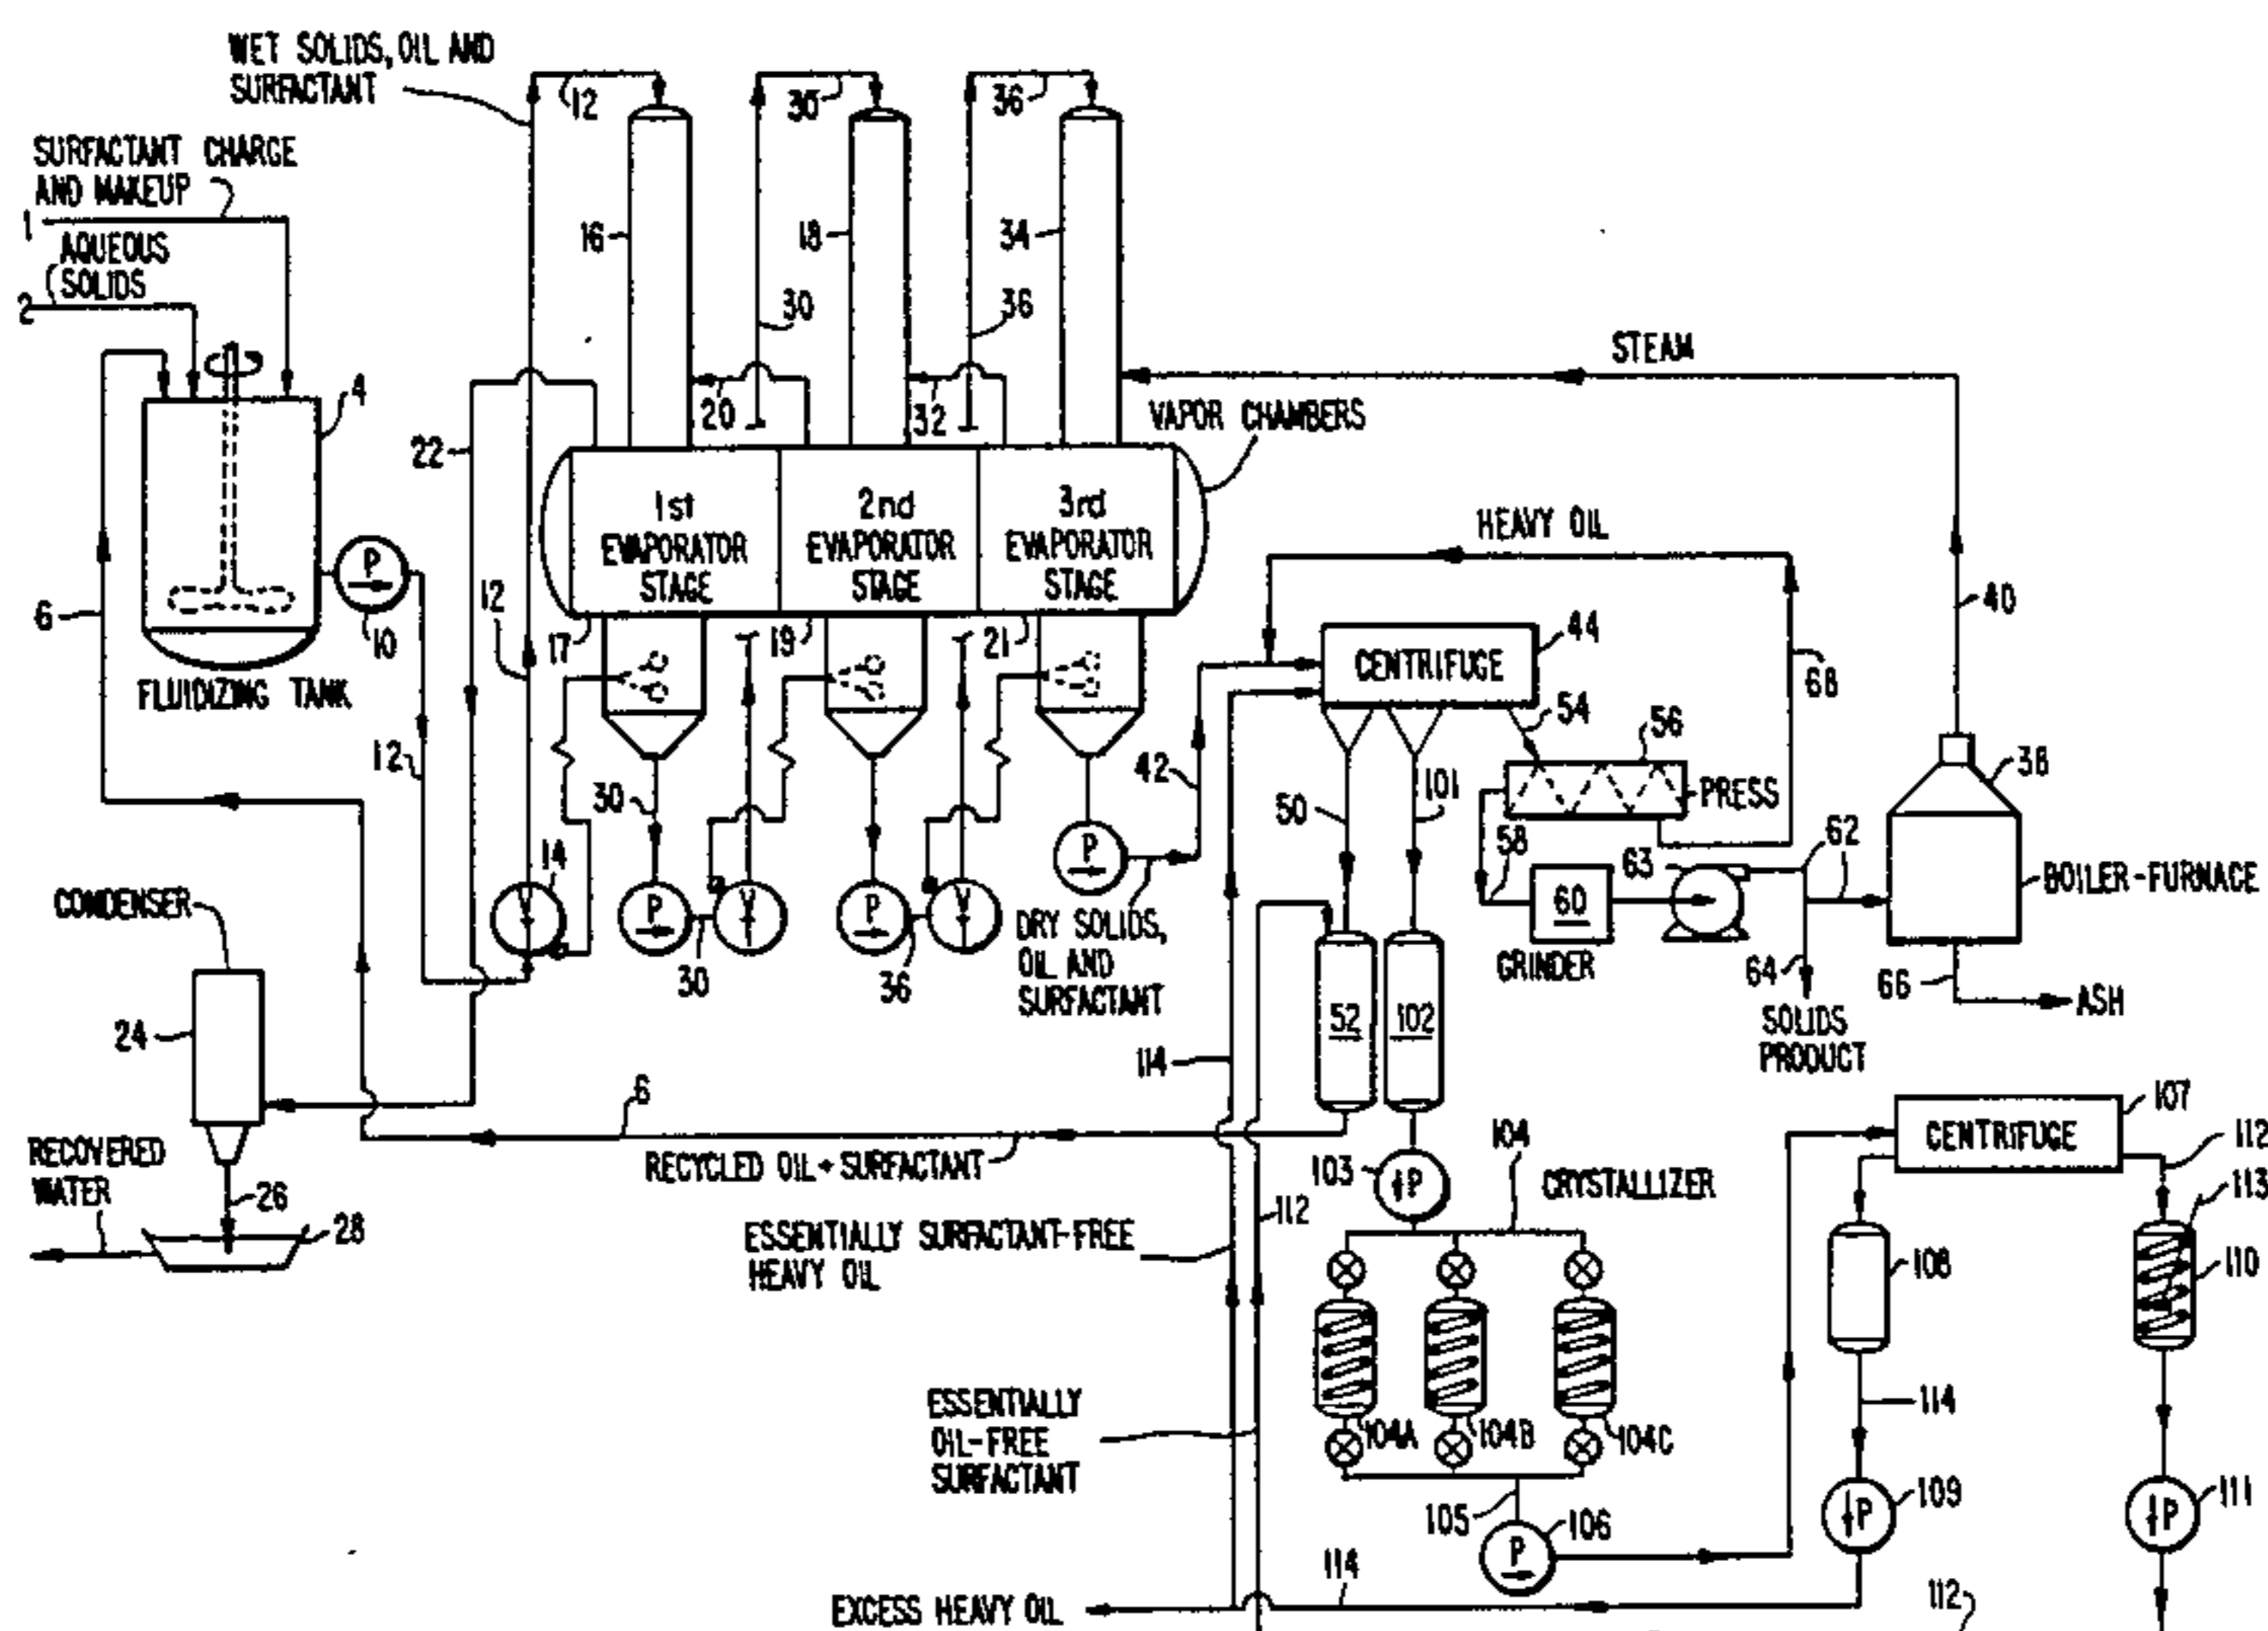 WET SOLIDS, OIL AND
SURFACTANT
12
30
36
SURFACTANT CHARGE
AND MAKEUP
1
AQUEOUS
SOLIDS
2
16
18
34
30
36
STEAM
4
20
32
VAPOR CHAMBERS
22
1st
EVAPORATOR
STAGE
2nd
EVAPORATOR
STAGE
3rd
EVAPORATOR
STAGE
HEAVY OIL
P
10
6
12
40
17
19
21
CENTRIFUGE
44
FLUIDIZING TANK
68
54
56
12
42
38
30
50
101
PRESS
P
58
62
14
63
CONDENSER
V
P
V
P
V
BOILER-FURNACE
60
DRY SOLIDS,
OIL AND
SURFACTANT
GRINDER
30
36
64
66
ASH
24
52
102
SOLIDS
PRODUCT
114
6
107
CENTRIFUGE
112
RECOVERED
WATER
RECYCLED OIL + SURFACTANT
104
103
P
CRYSTALLIZER
113
26
112
28
ESSENTIALLY SURFACTANT-FREE
HEAVY OIL
108
110
ESSENTIALLY
OIL-FREE
SURFACTANT
104A
104B
104C
114
105
106
P
P
109
P
111
114
EXCESS HEAVY OIL
112